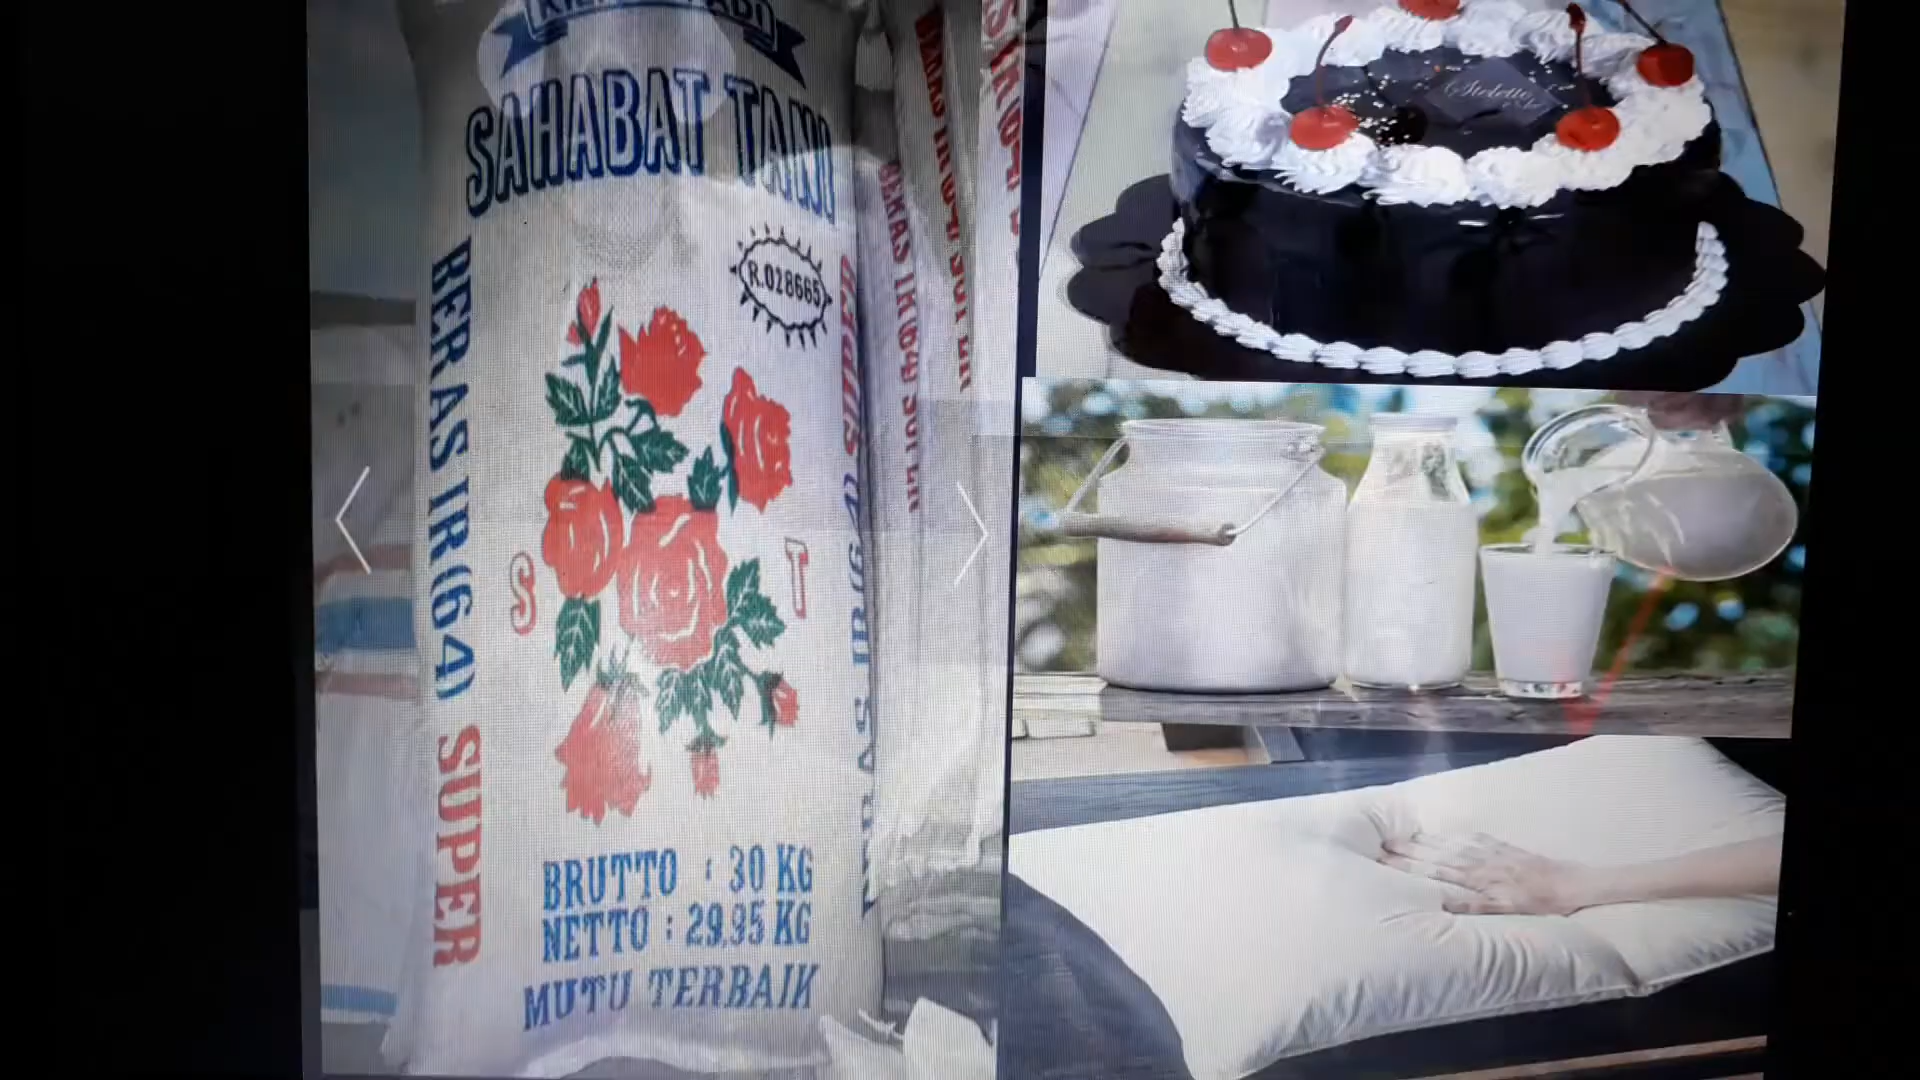 SAHABAT TANI
R.028665
BERAS IR(64) SUPER
S T
BRUTTO : 30 KG
NETTO : 29.95 KG
MUTU TERBAIK
BERAS IR(64) SUPER